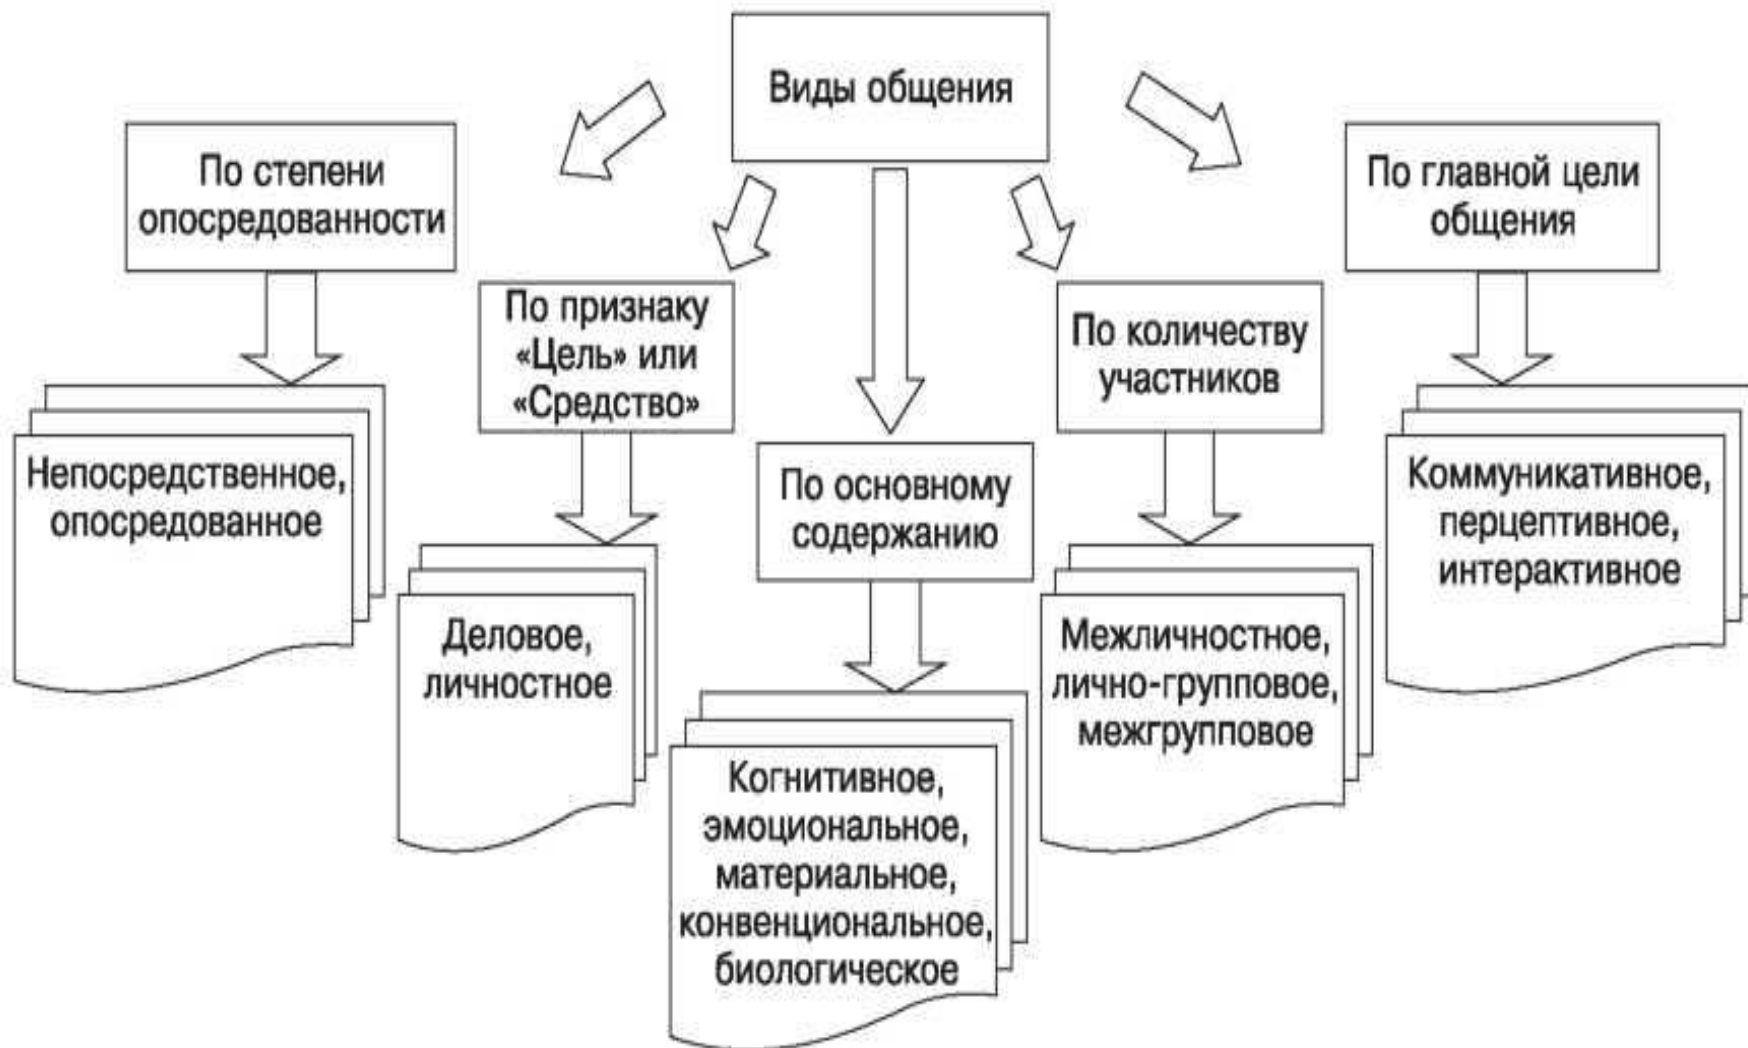 Виды общения
По степени
опосредованности
Непосредственное,
опосредованное
По признаку
«Цель» или
«Средство»
Деловое,
личностное
По основному
содержанию
Когнитивное,
эмоциональное,
материальное,
конвенциональное,
биологическое
По количеству
участников
Межличностное,
лично-групповое,
межгрупповое
По главной цели
общения
Коммуникативное,
перцептивное,
интерактивное